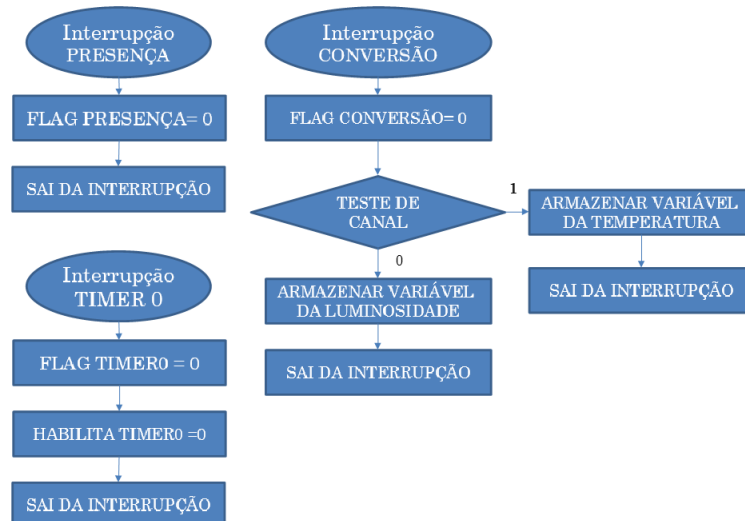 Interrupção
PRESENÇA
FLAG PRESENÇA= 0
SAI DA INTERRUPÇÃO
Interrupção
CONVERSÃO
FLAG CONVERSÃO= 0
TESTE DE
CANAL
1
ARMAZENAR VARIÁVEL
DA TEMPERATURA
SAI DA INTERRUPÇÃO
0
ARMAZENAR VARIÁVEL
DA LUMINOSIDADE
SAI DA INTERRUPÇÃO
Interrupção
TIMER 0
FLAG TIMER0 = 0
HABILITA TIMER0 =0
SAI DA INTERRUPÇÃO